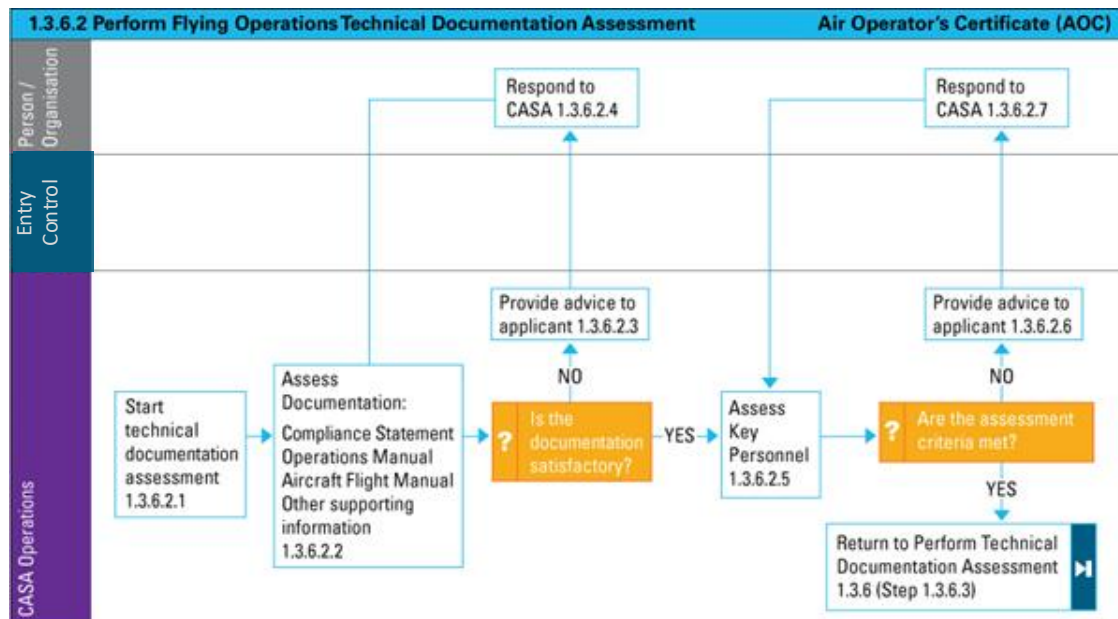 1.3.6.2 Perform Flying Operations Technical Documentation Assessment
Air Operator's Certificate (AOC)
Person /
Organisation
Respond to
CASA 1.3.6.2.4
Respond to
CASA 1.3.6.2.7
Entry
Control
CASA Operations
Provide advice to
applicant 1.3.6.2.3
Provide advice to
applicant 1.3.6.2.6
NO
NO
Start
technical
documentation
assessment
1.3.6.2.1
Assess
Documentation:
Compliance Statement
Operations Manual
Aircraft Flight Manual
Other supporting
information
1.3.6.2.2
?
Is the
documentation
satisfactory?
YES
Assess
Key
Personnel
1.3.6.2.5
?
Are the assessment
criteria met?
YES
Return to Perform Technical
Documentation Assessment
1.3.6 (Step 1.3.6.3)